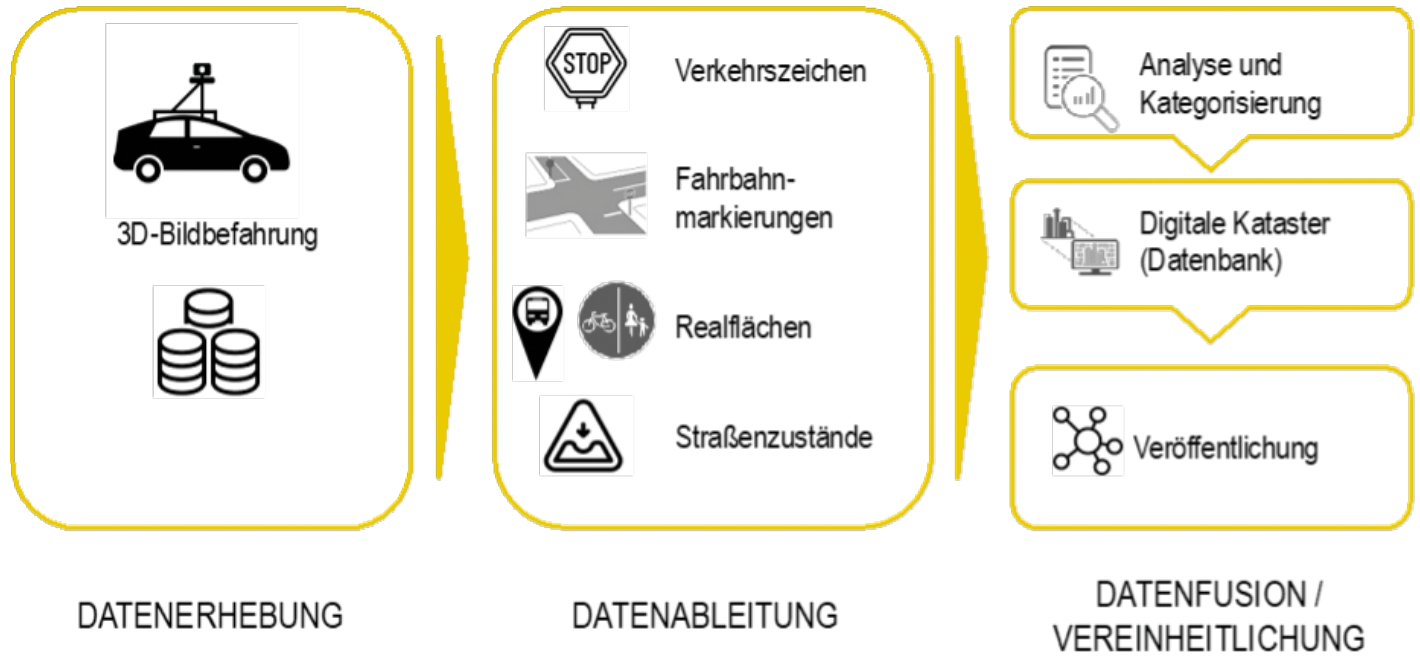 3D-Bildbefahrung
DATENERHEBUNG
STOP
Verkehrszeichen
Fahrbahn-
markierungen
Realflächen
Straßenzustände
DATENABLEITUNG
Analyse und
Kategorisierung
Digitale Kataster
(Datenbank)
Veröffentlichung
DATENFUSION /
VEREINHEITLICHUNG